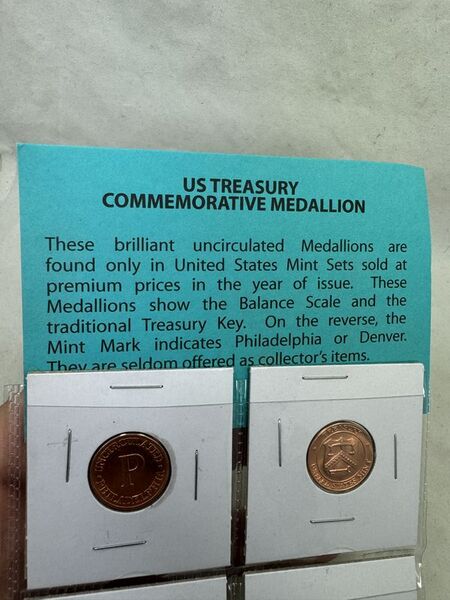 US TREASURY
COMMEMORATIVE MEDALLION
These brilliant uncirculated Medallions are
found only in United States Mint Sets sold at
premium prices in the year of issue. These
Medallions show the Balance Scale and the
traditional Treasury Key. On the reverse, the
Mint Mark indicates Philadelphia or Denver.
They are seldom offered as collector's items.
UNCIRCULATED
P
PHILADELPHIA